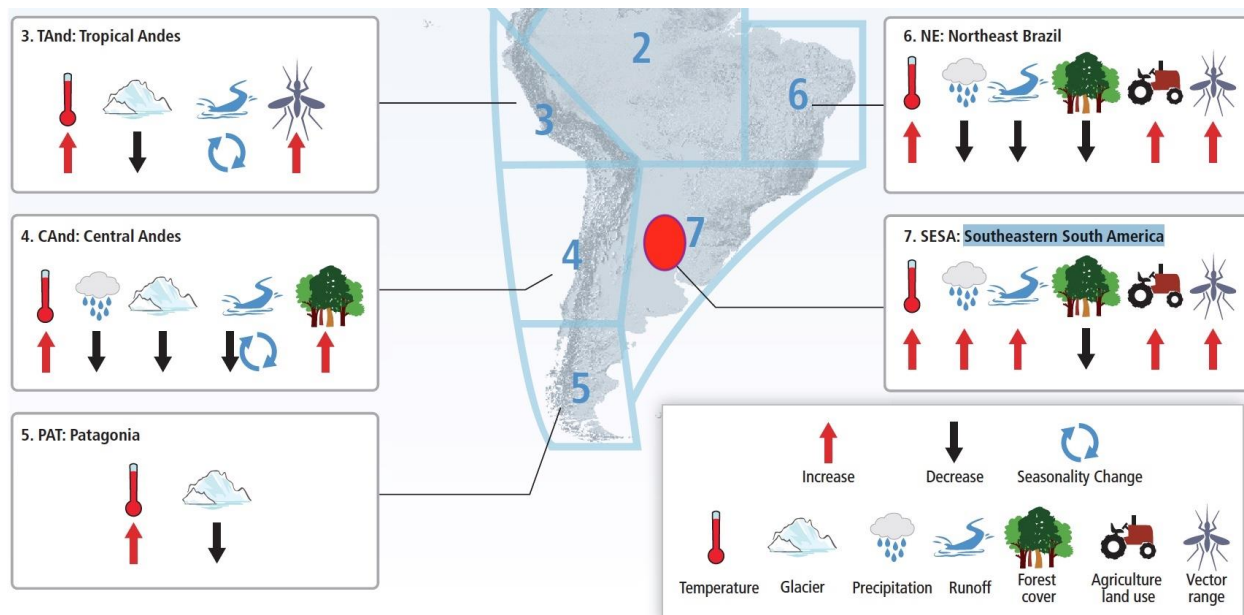 3. TAnd: Tropical Andes
2
6. NE: Northeast Brazil
6
3
4. CAnd: Central Andes
7
7. SESA: Southeastern South America
4
5. PAT: Patagonia
5
Increase
Decrease
Seasonality Change
Temperature
Glacier
Precipitation
Runoff
Forest
cover
Agriculture
land use
Vector
range